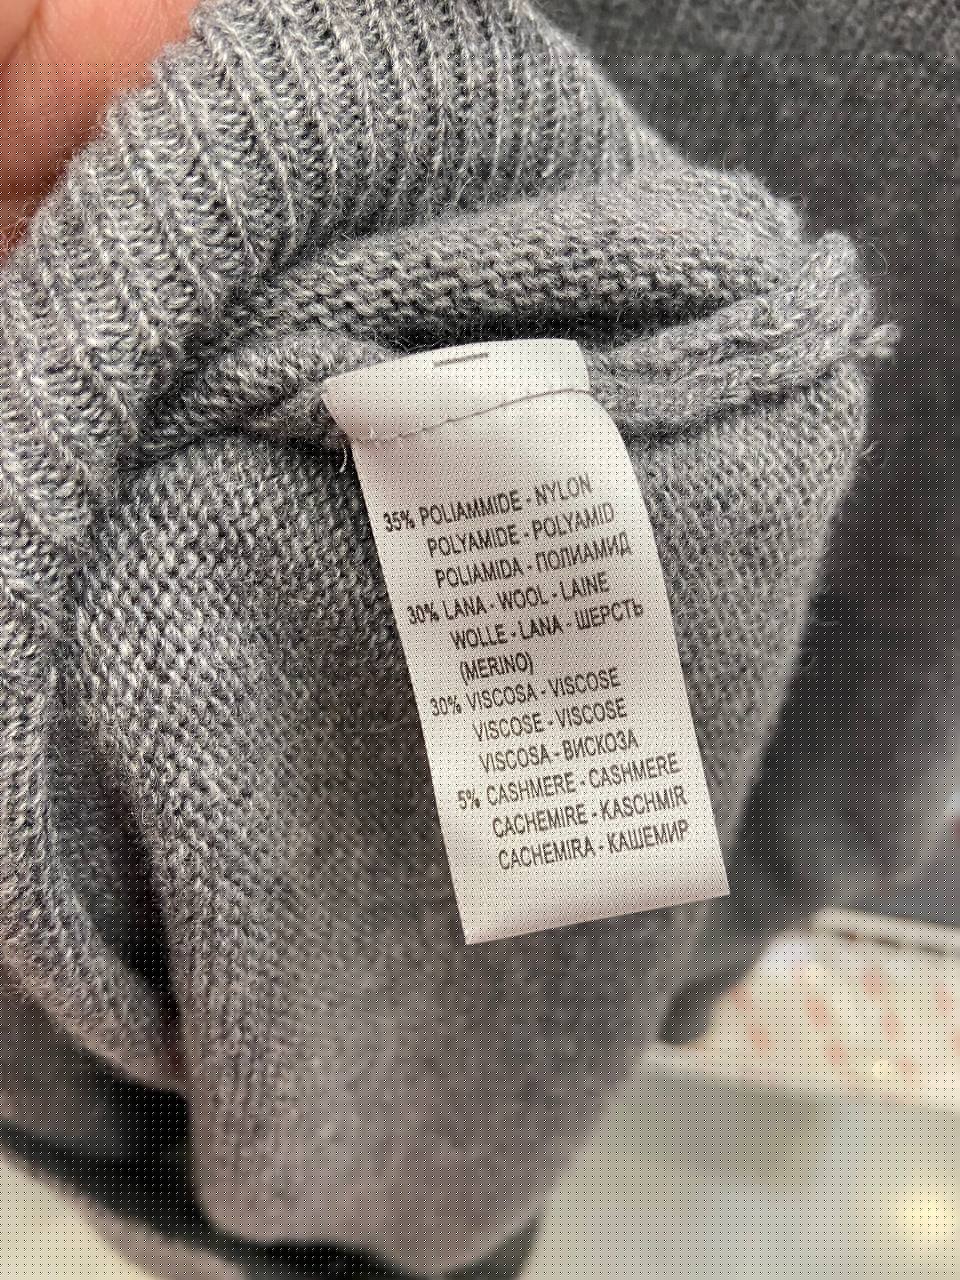 35% POLIAMMIDE - NYLON
POLYAMIDE - POLYAMID
POLIAMIDA - ПОЛИАМИД
30% LANA - WOOL - LAINE
WOLLE - LANA - ШЕРСТЬ
(MERINO)
30% VISCOSA - VISCOSE
VISCOSE - VISCOSE
VISCOSA - ВИСКОЗА
5% CASHMERE - CASHMERE
CACHEMIRE - KASCHMIR
CACHEMIRA - КАШЕМИР